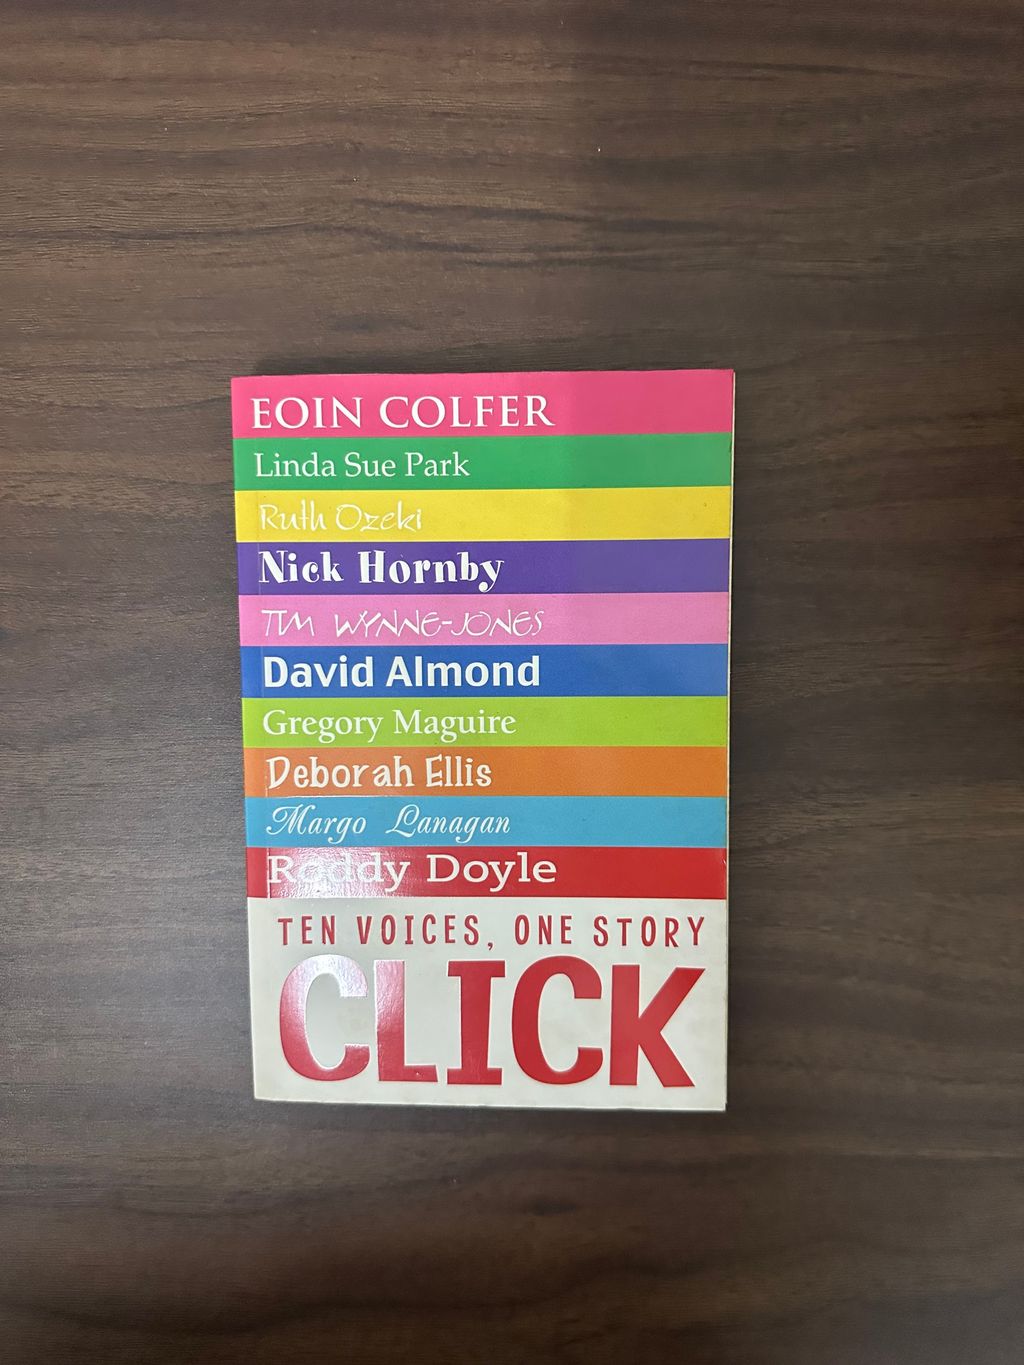 EOIN COLFER
Linda Sue Park
Ruth Ozeki
Nick Hornby
TIM WYNNE-JONES
David Almond
Gregory Maguire
Deborah Ellis
Margo Lanagan
Roddy Doyle
TEN VOICES, ONE STORY
CLICK